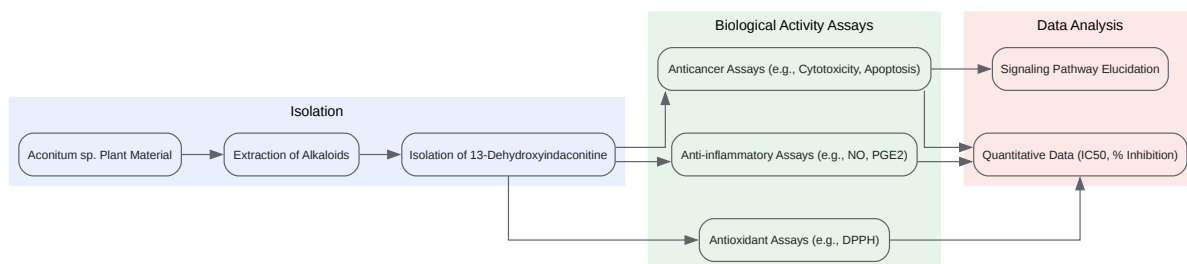 Isolation
Aconitum sp. Plant Material
Extraction of Alkaloids
Isolation of 13-Dehydroxyindaconitine
Biological Activity Assays
Anticancer Assays (e.g., Cytotoxicity, Apoptosis)
Anti-inflammatory Assays (e.g., NO, PGE2)
Antioxidant Assays (e.g., DPPH)
Data Analysis
Signaling Pathway Elucidation
Quantitative Data (IC50, % Inhibition)